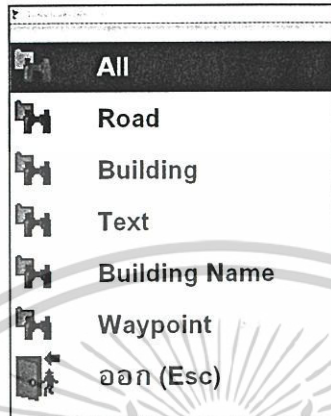 All
Road
Building
Text
Building Name
Waypoint
ออก (Esc)